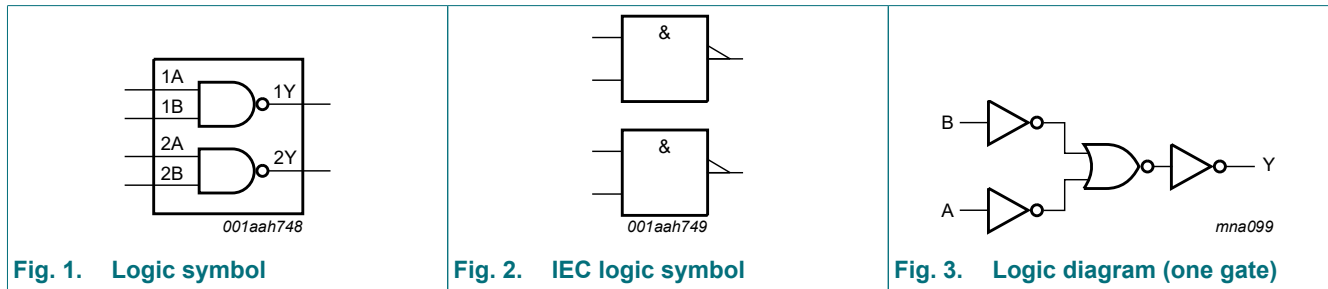 1A
1Y
1B
2A
2Y
2B
001aah748
Fig. 1. Logic symbol
&
&
001aah749
Fig. 2. IEC logic symbol
B
Y
A
mna099
Fig. 3. Logic diagram (one gate)